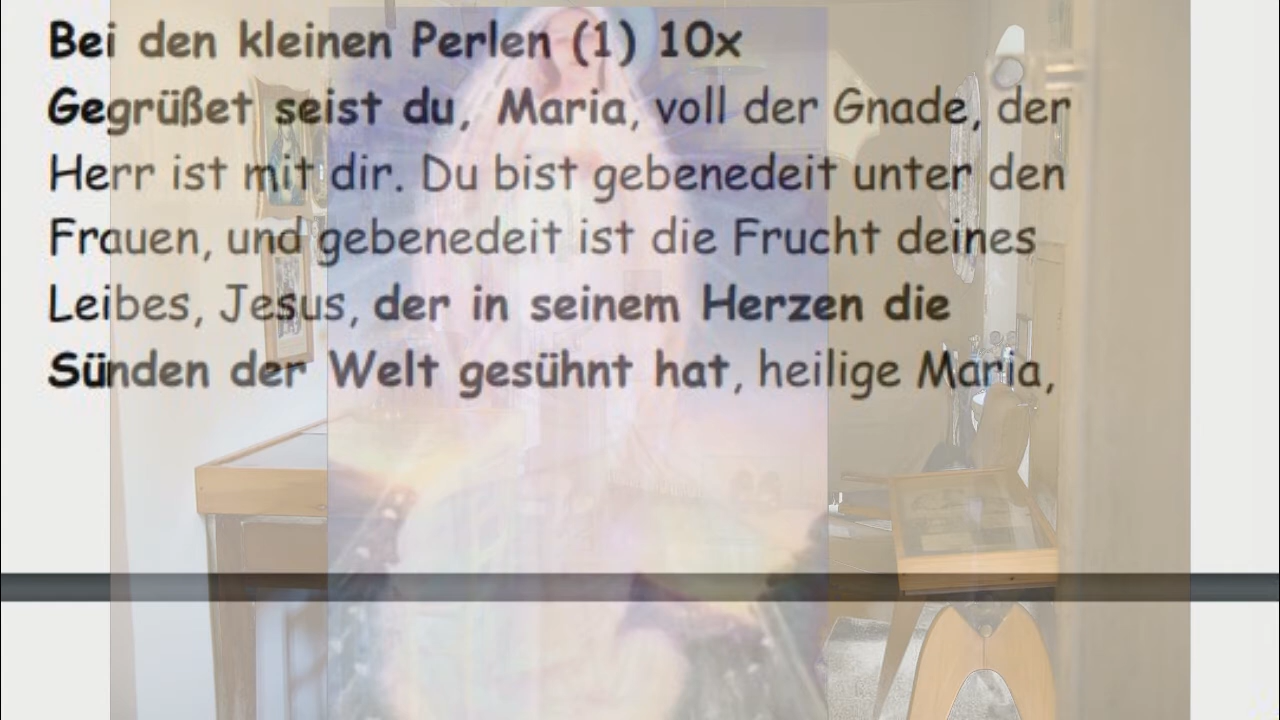 Bei den kleinen Perlen (1) 10x
Gegrüßet seist du, Maria, voll der Gnade, der
Herr ist mit dir. Du bist gebenedeit unter den
Frauen, und gebenedeit ist die Frucht deines
Leibes, Jesus, der in seinem Herzen die
Sünden der Welt gesühnt hat, heilige Maria,